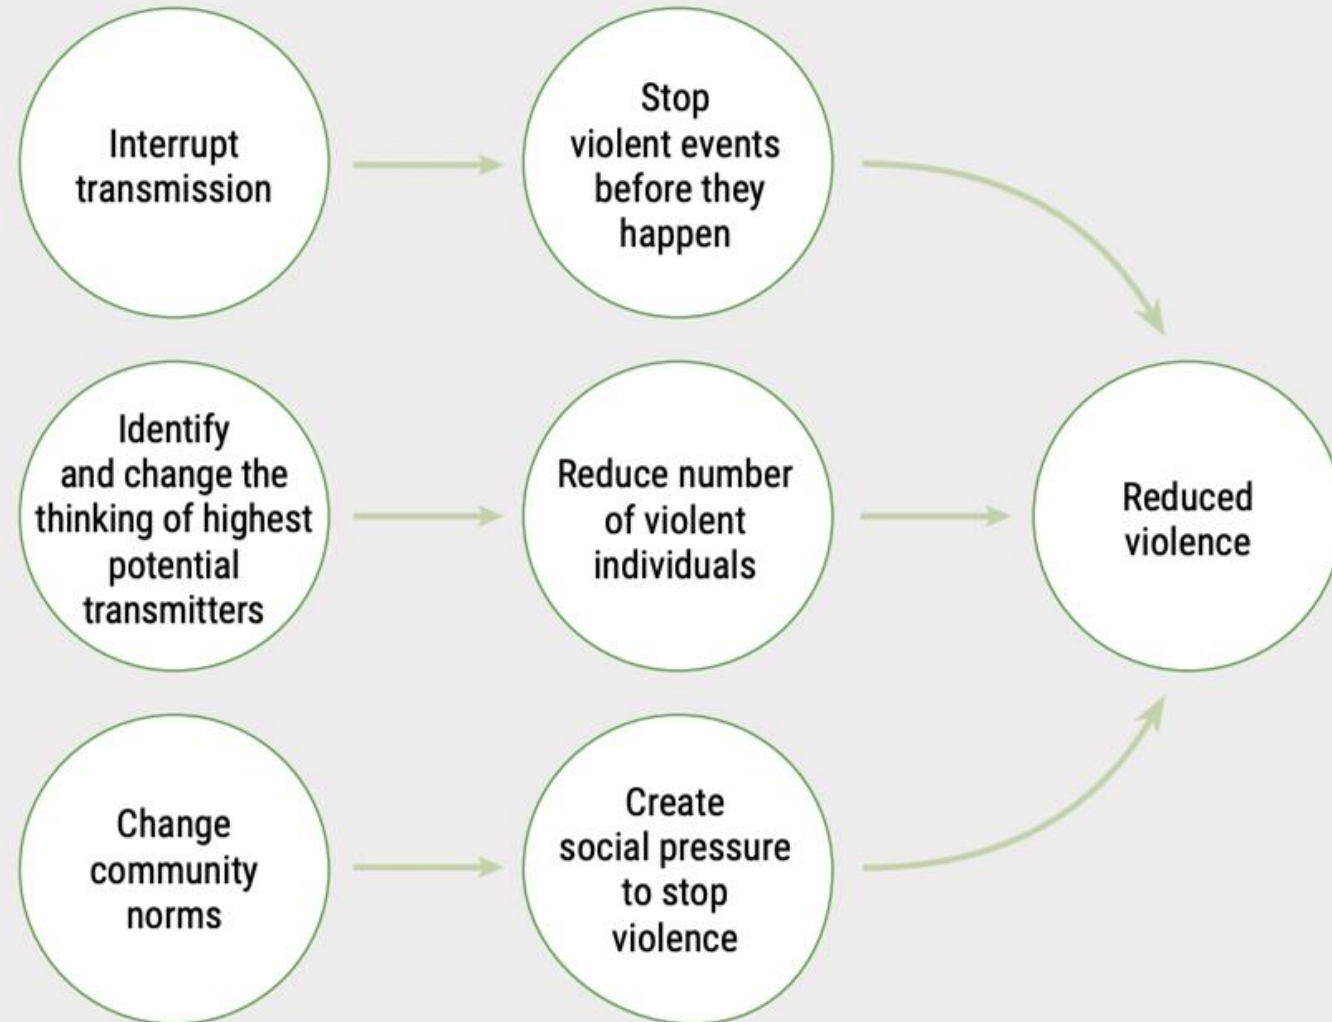 Interrupt
transmission
Stop
violent events
before they
happen
Identify
and change the
thinking of highest
potential
transmitters
Reduce number
of violent
individuals
Reduced
violence
Change
community
norms
Create
social pressure
to stop
violence